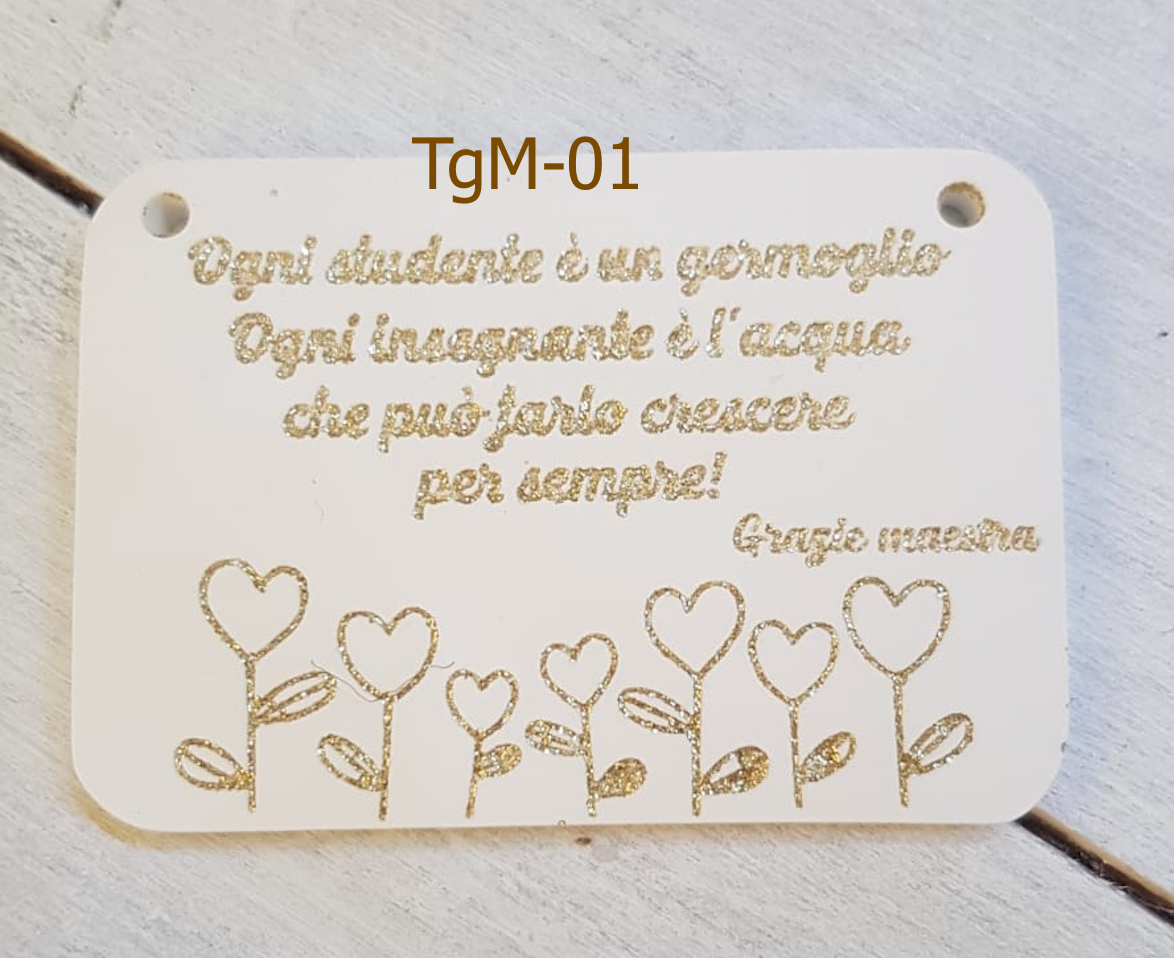 TgM-01
Ogni studente è un germoglio
Ogni insegnante è l'acqua
che può farlo crescere
per sempre!
Grazie maestra